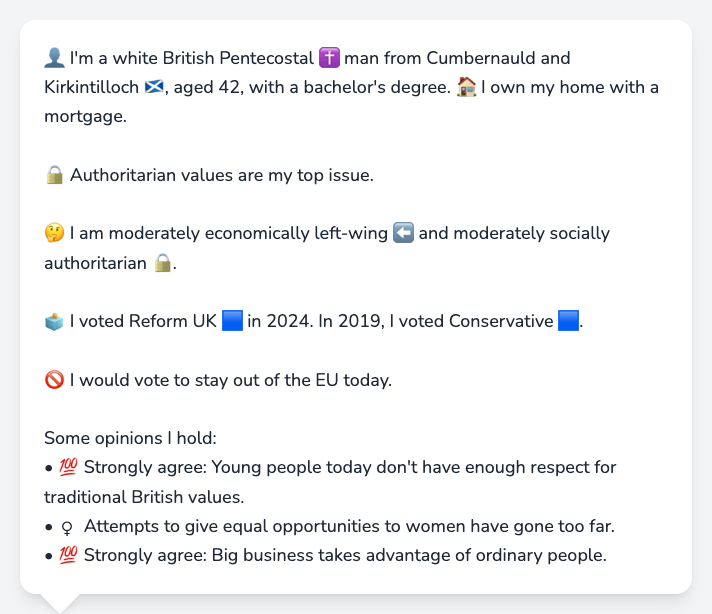 👤 I'm a white British Pentecostal ✝️ man from Cumbernauld and
Kirkintilloch 🏴󠁧󠁢󠁳󠁣󠁴󠁿, aged 42, with a bachelor's degree. 🏠 I own my home with a
mortgage.
🔒 Authoritarian values are my top issue.
🤔 I am moderately economically left-wing ⬅️ and moderately socially
authoritarian 🔒.
🗳️ I voted Reform UK 🟦 in 2024. In 2019, I voted Conservative 🟦.
🚫 I would vote to stay out of the EU today.
Some opinions I hold:
• 💯 Strongly agree: Young people today don't have enough respect for
traditional British values.
• ♀ Attempts to give equal opportunities to women have gone too far.
• 💯 Strongly agree: Big business takes advantage of ordinary people.